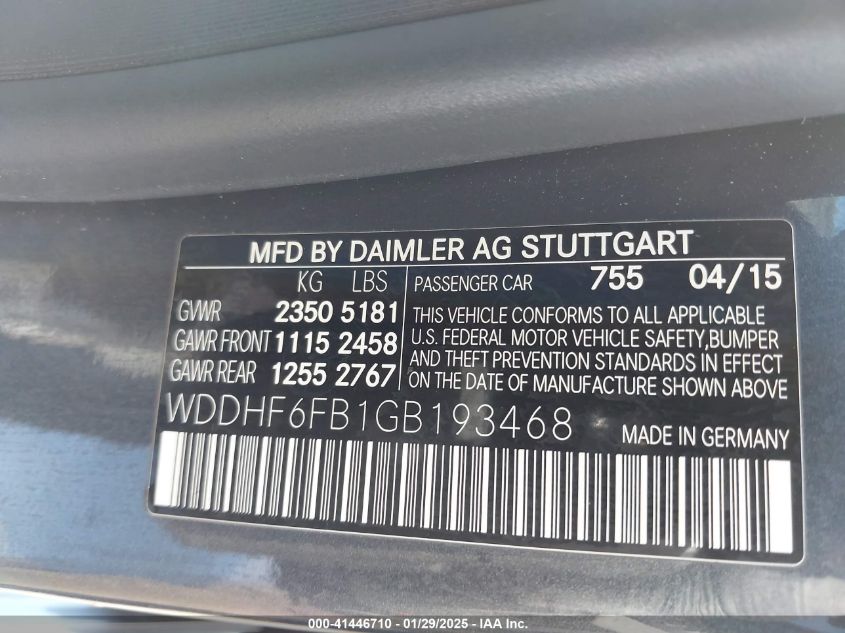 MFD BY DAIMLER AG STUTTGART
KG LBS
GVWR 2350 5181
GAWR FRONT 1115 2458
GAWR REAR 1255 2767
PASSENGER CAR 755 04/15
THIS VEHICLE CONFORMS TO ALL APPLICABLE
U.S. FEDERAL MOTOR VEHICLE SAFETY,BUMPER
AND THEFT PREVENTION STANDARDS IN EFFECT
ON THE DATE OF MANUFACTURE SHOWN ABOVE
WDDHF6FB1GB193468
MADE IN GERMANY
000-41446710 - 01/29/2025 - IAA Inc.